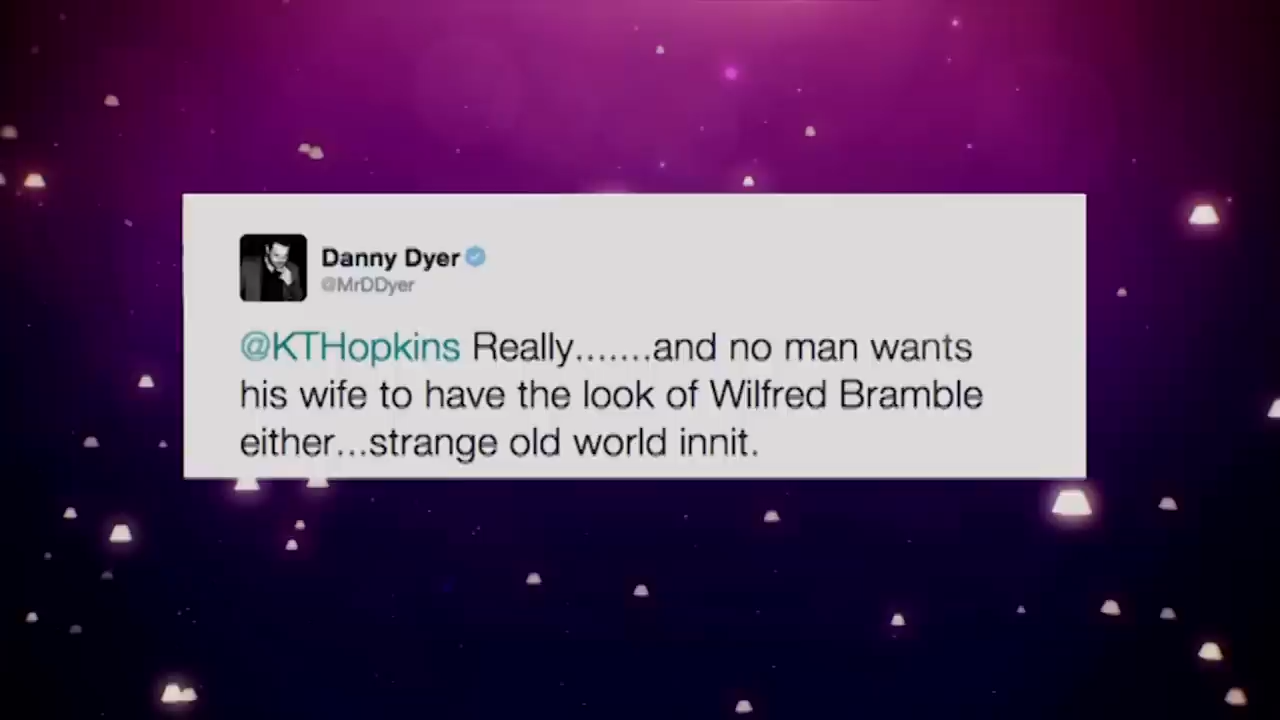 Danny Dyer
@MrDDyer
@KTHopkins Really.......and no man wants
his wife to have the look of Wilfred Bramble
either...strange old world innit.